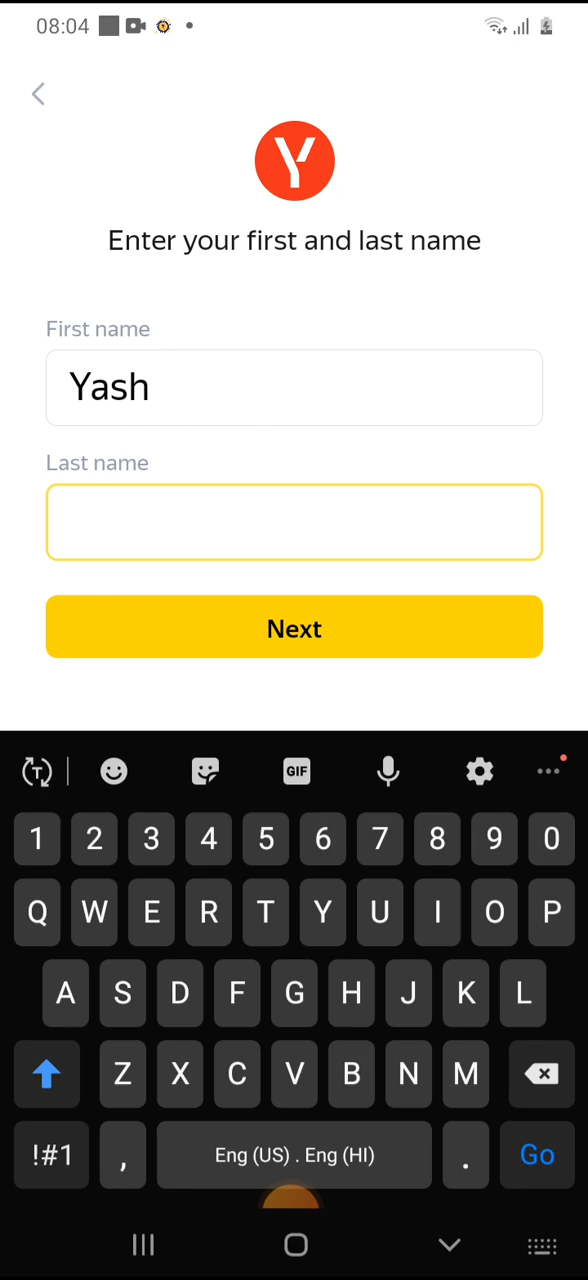 08:04
Y
Enter your first and last name
First name
Yash
Last name
Next
T GIF
1 2 3 4 5 6 7 8 9 0
Q W E R T Y U I O P
A S D F G H J K L
Z X C V B N M
!#1 , Eng (US) . Eng (HI) . Go